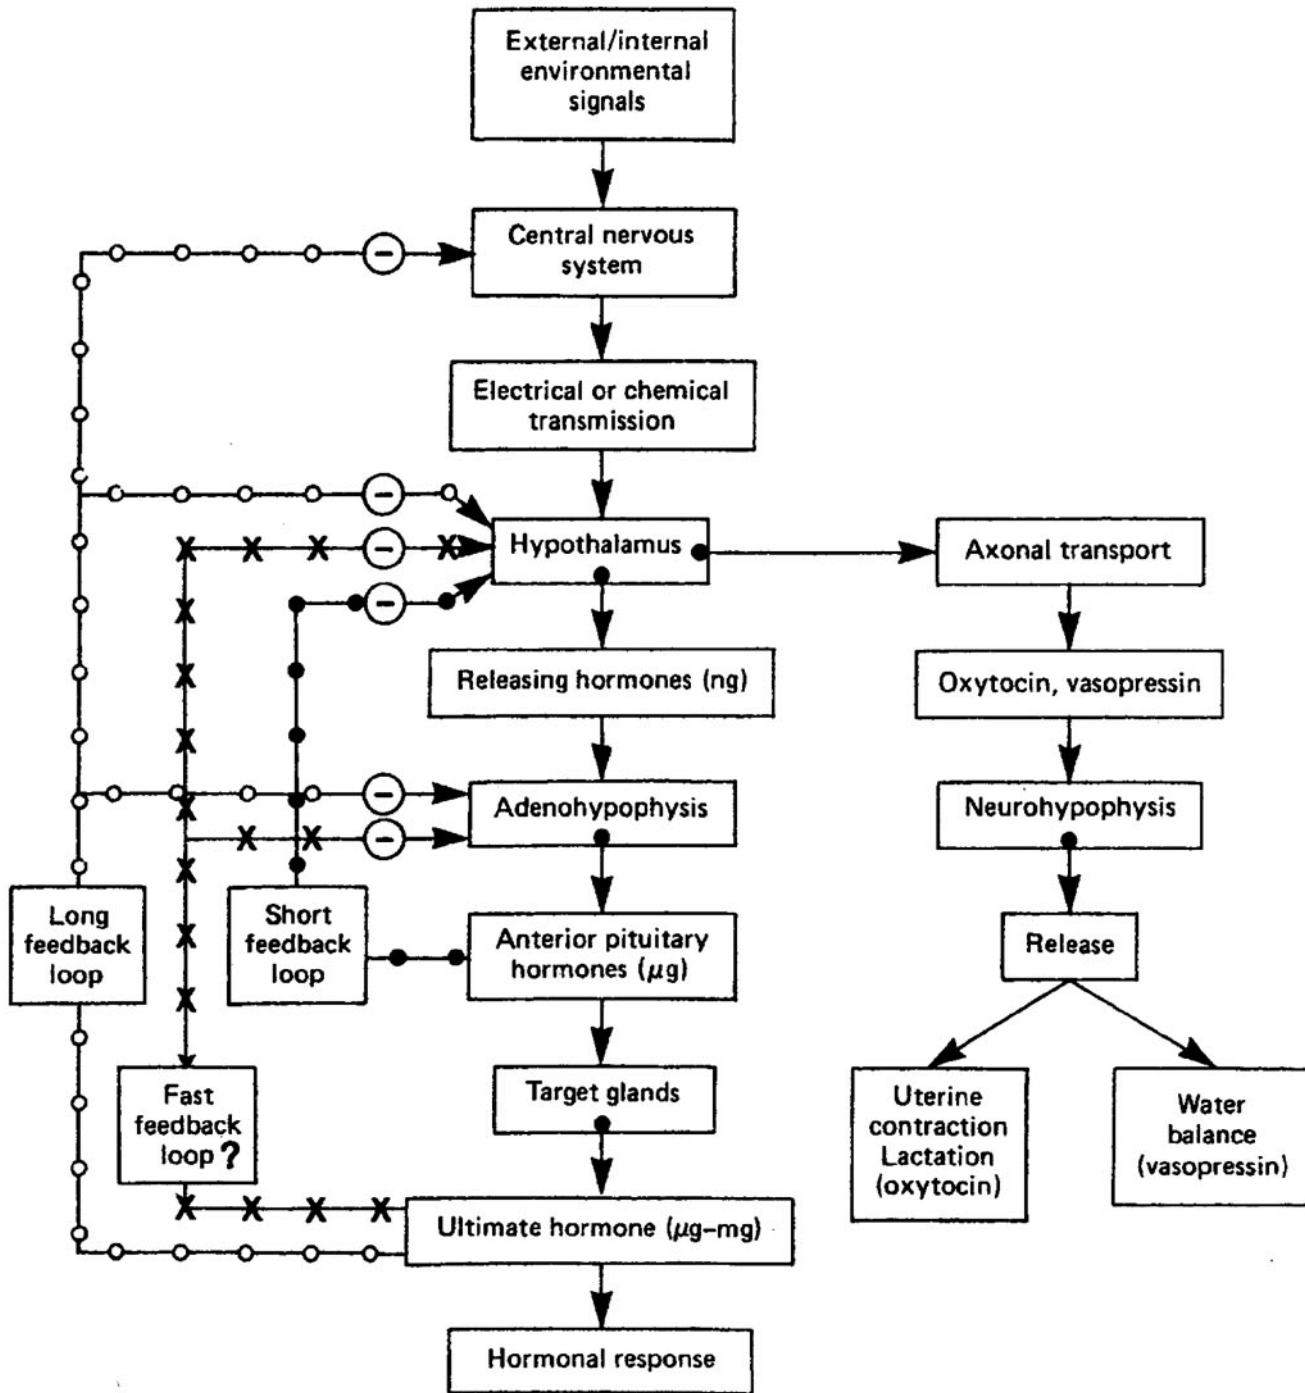 External/internal
environmental
signals
Central nervous
system
Electrical or chemical
transmission
Hypothalamus
Axonal transport
Releasing hormones (ng)
Oxytocin, vasopressin
Adenohypophysis
Neurohypophysis
Long
feedback
loop
Short
feedback
loop
Anterior pituitary
hormones (μg)
Release
Fast
feedback
loop ?
Target glands
Uterine
contraction
Lactation
(oxytocin)
Water
balance
(vasopressin)
Ultimate hormone (μg–mg)
Hormonal response